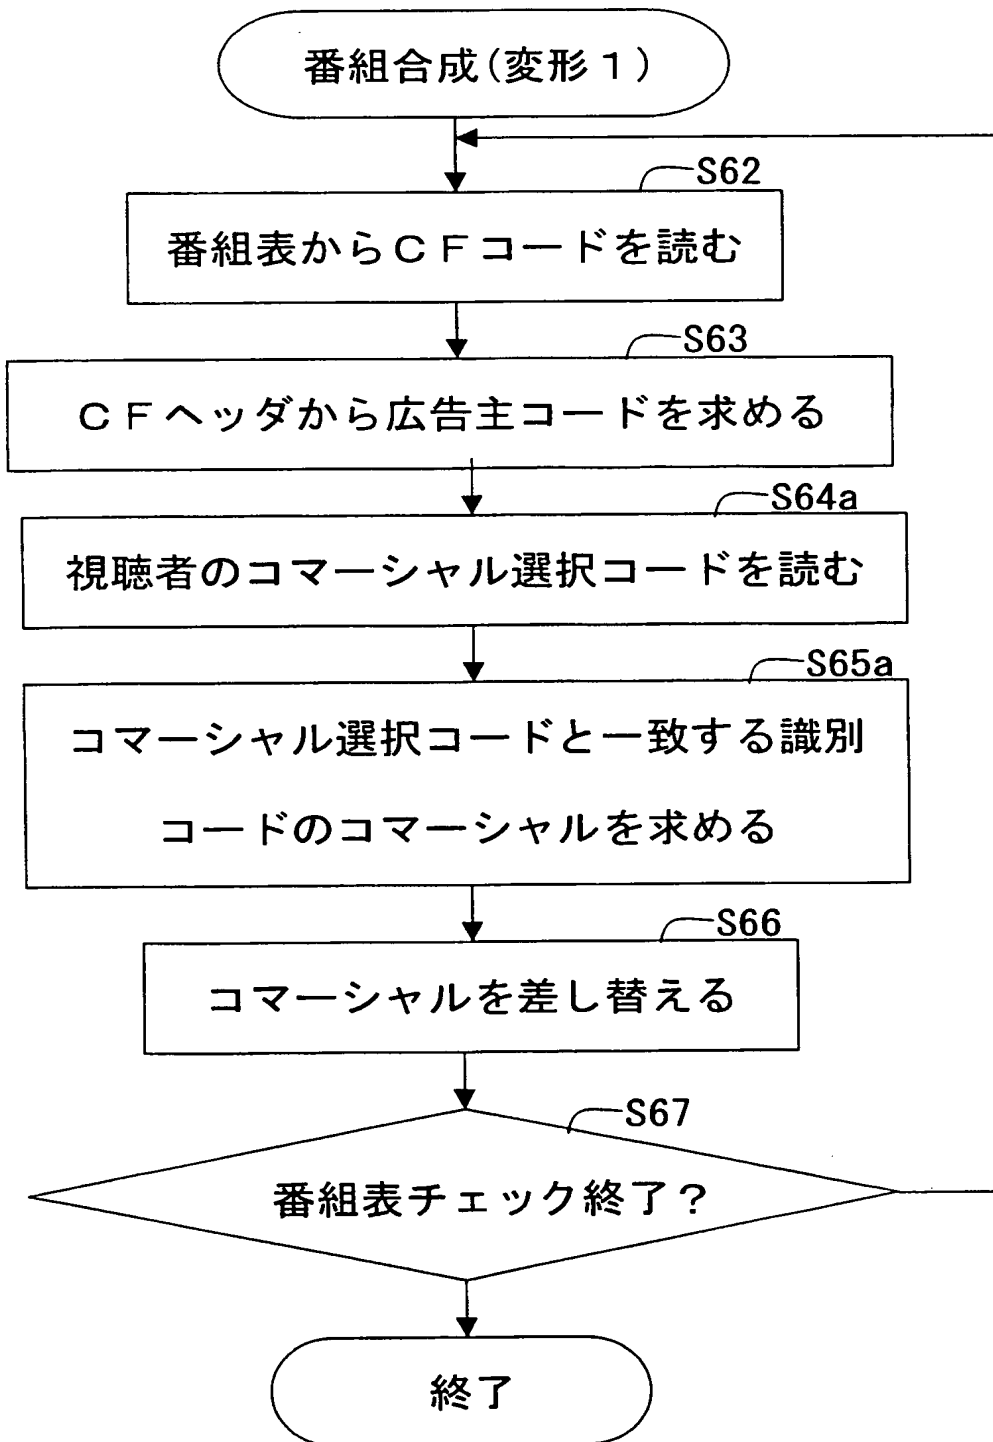 番組合成(変形１)
S62
番組表からＣＦコードを読む
S63
ＣＦヘッダから広告主コードを求める
S64a
視聴者のコマーシャル選択コードを読む
S65a
コマーシャル選択コードと一致する識別
コードのコマーシャルを求める
S66
コマーシャルを差し替える
S67
番組表チェック終了？
終了